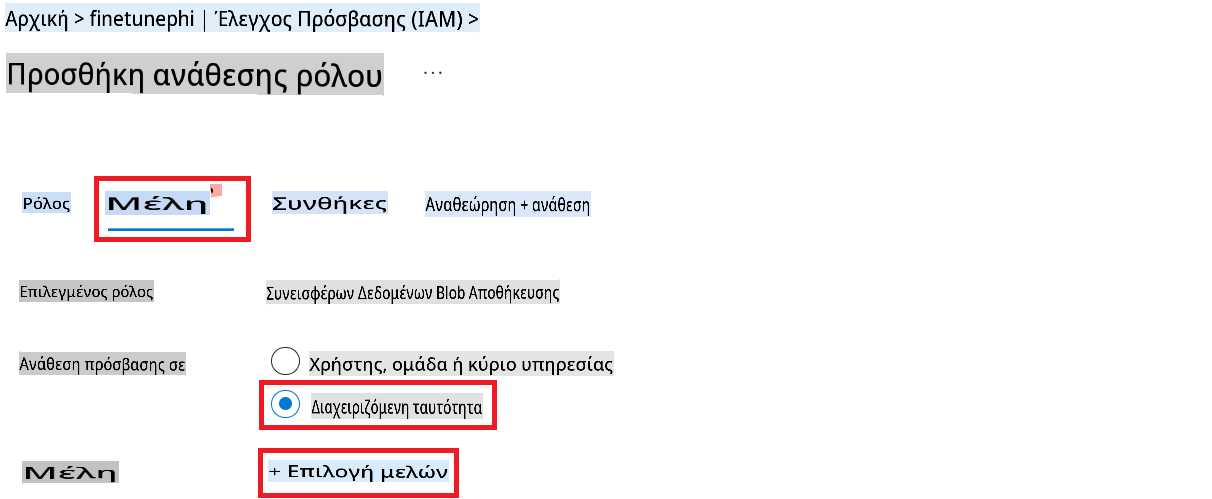 Αρχική > finetunephi | Έλεγχος Πρόσβασης (IAM) >
Προσθήκη ανάθεσης ρόλου ...
Ρόλος Μέλη Συνθήκες Αναθεώρηση + ανάθεση
Επιλεγμένος ρόλος Συνεισφέρων Δεδομένων Blob Αποθήκευσης
Ανάθεση πρόσβασης σε Χρήστης, ομάδα ή κύριο υπηρεσίας
Διαχειριζόμενη ταυτότητα
Μέλη + Επιλογή μελών